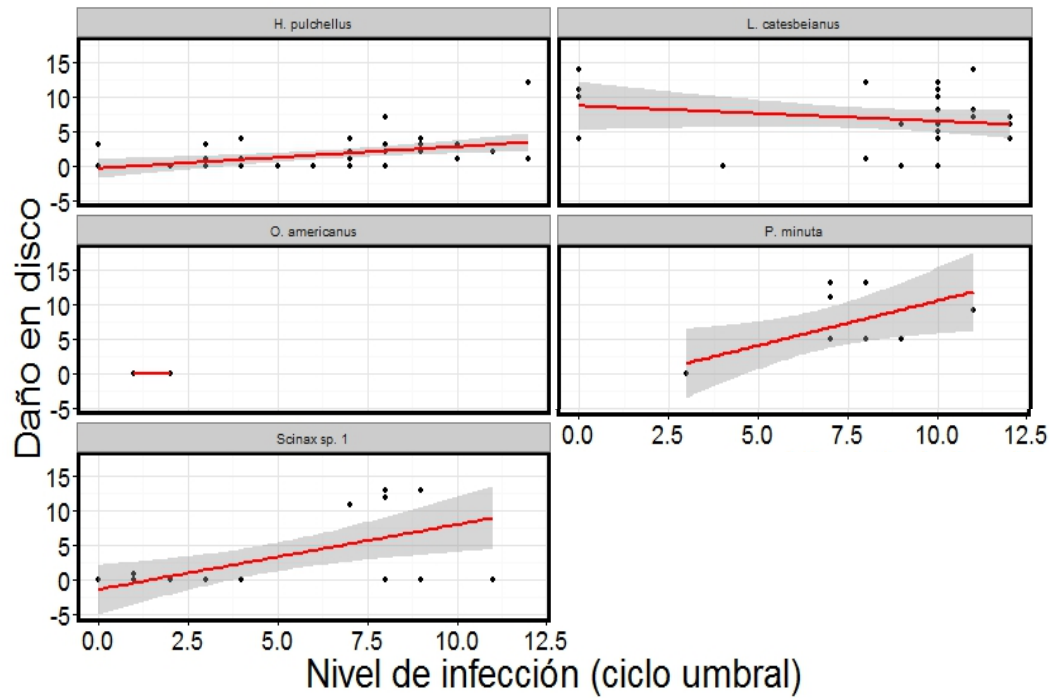 H. pulchellus
L. catesbeianus
15
10
5
0
-5
O. americanus
P. minuta
15
10
5
0
-5
0.0 2.5 5.0 7.5 10.0 12.5
Scinax sp. 1
15
10
5
0
-5
0.0 2.5 5.0 7.5 10.0 12.5
Daño en disco
Nivel de infección (ciclo umbral)